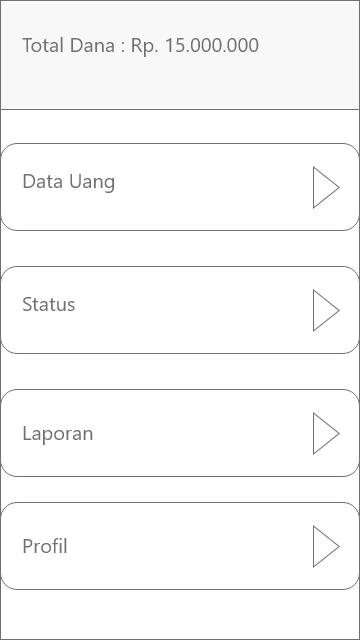 Total Dana : Rp. 15.000.000
Data Uang
Status
Laporan
Profil